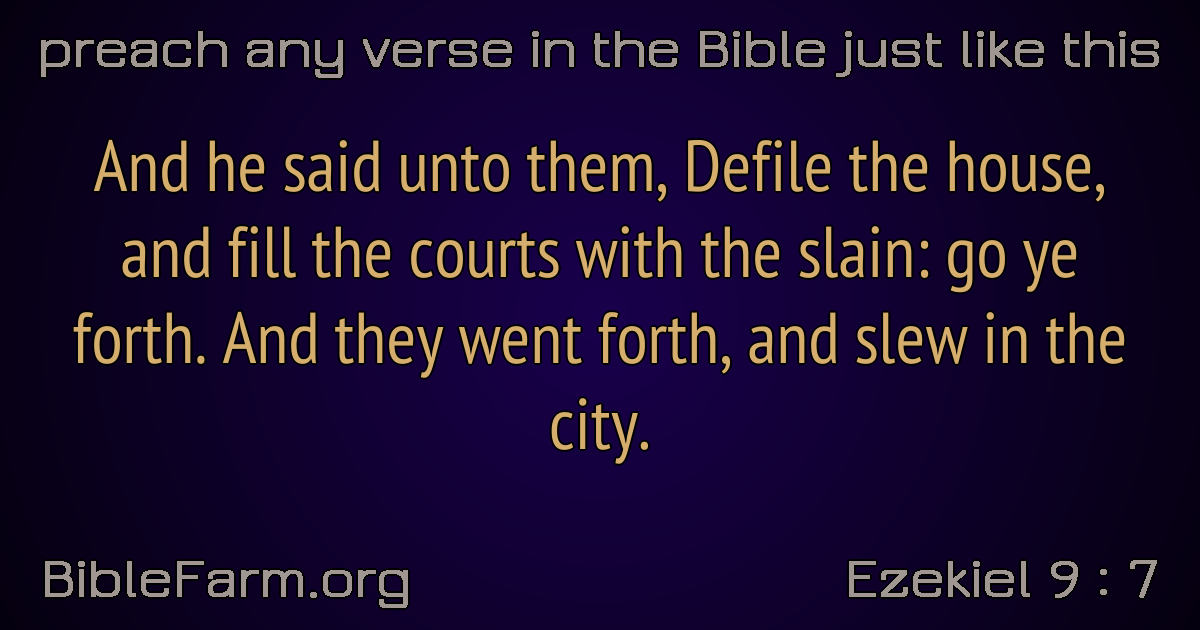 preach any verse in the Bible just like this
And he said unto them, Defile the house,
and fill the courts with the slain: go ye
forth. And they went forth, and slew in the
city.
BibleFarm.org
Ezekiel 9 : 7